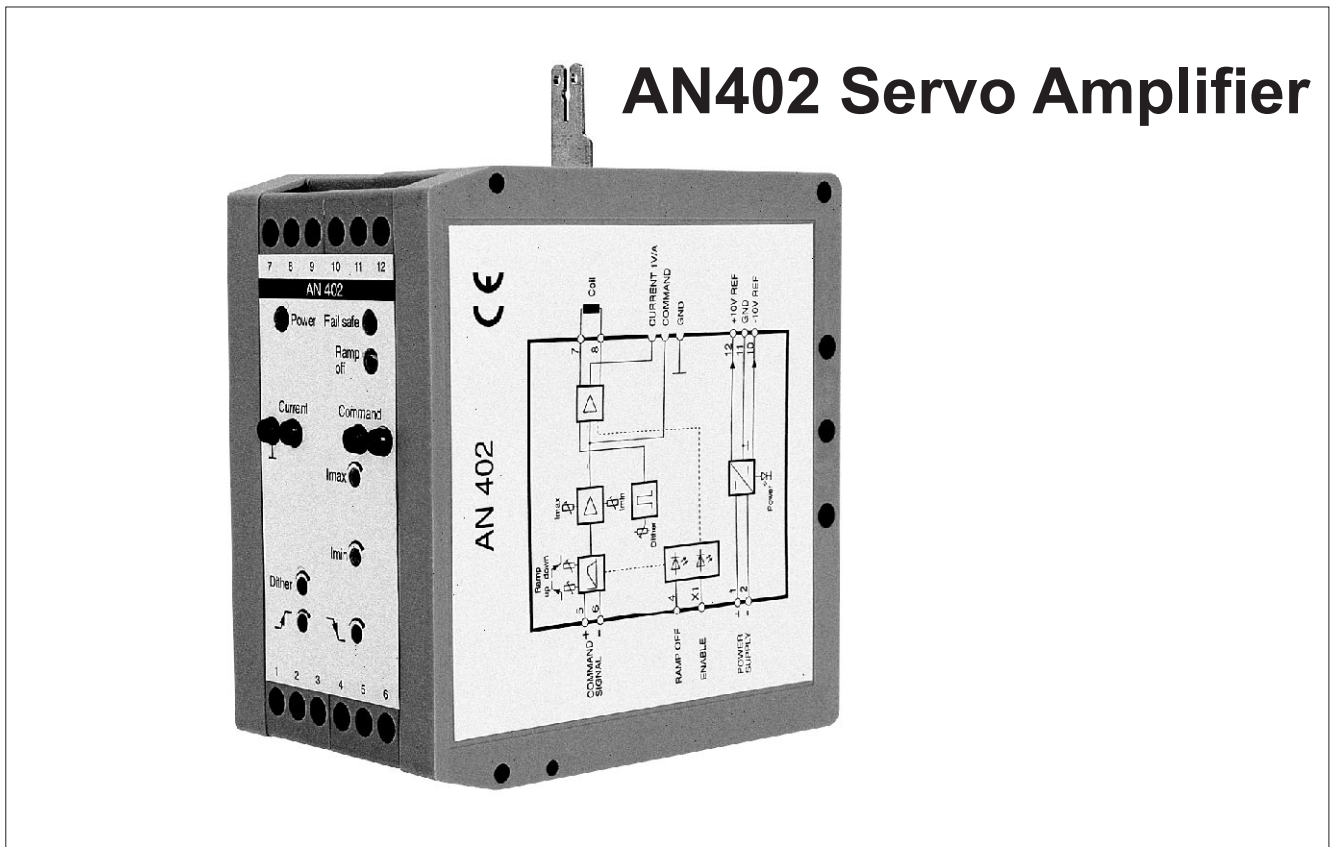 AN402 Servo Amplifier
7 8 9 10 11 12
AN 402
Power Fail safe
Ramp
off
Current Command
Imax
Imin
Dither
1 2 3 4 5 6
CE
AN 402
Coil
7
8
CURRENT 1V/A
COMMAND
GND
12
11
10
+10V REF
GND
-10V REF
Imax
Imin
Dither
Power
Ramp
up down
5
6
4
X1
1
2
COMMAND +
SIGNAL -
RAMP OFF
ENABLE
POWER +
SUPPLY -